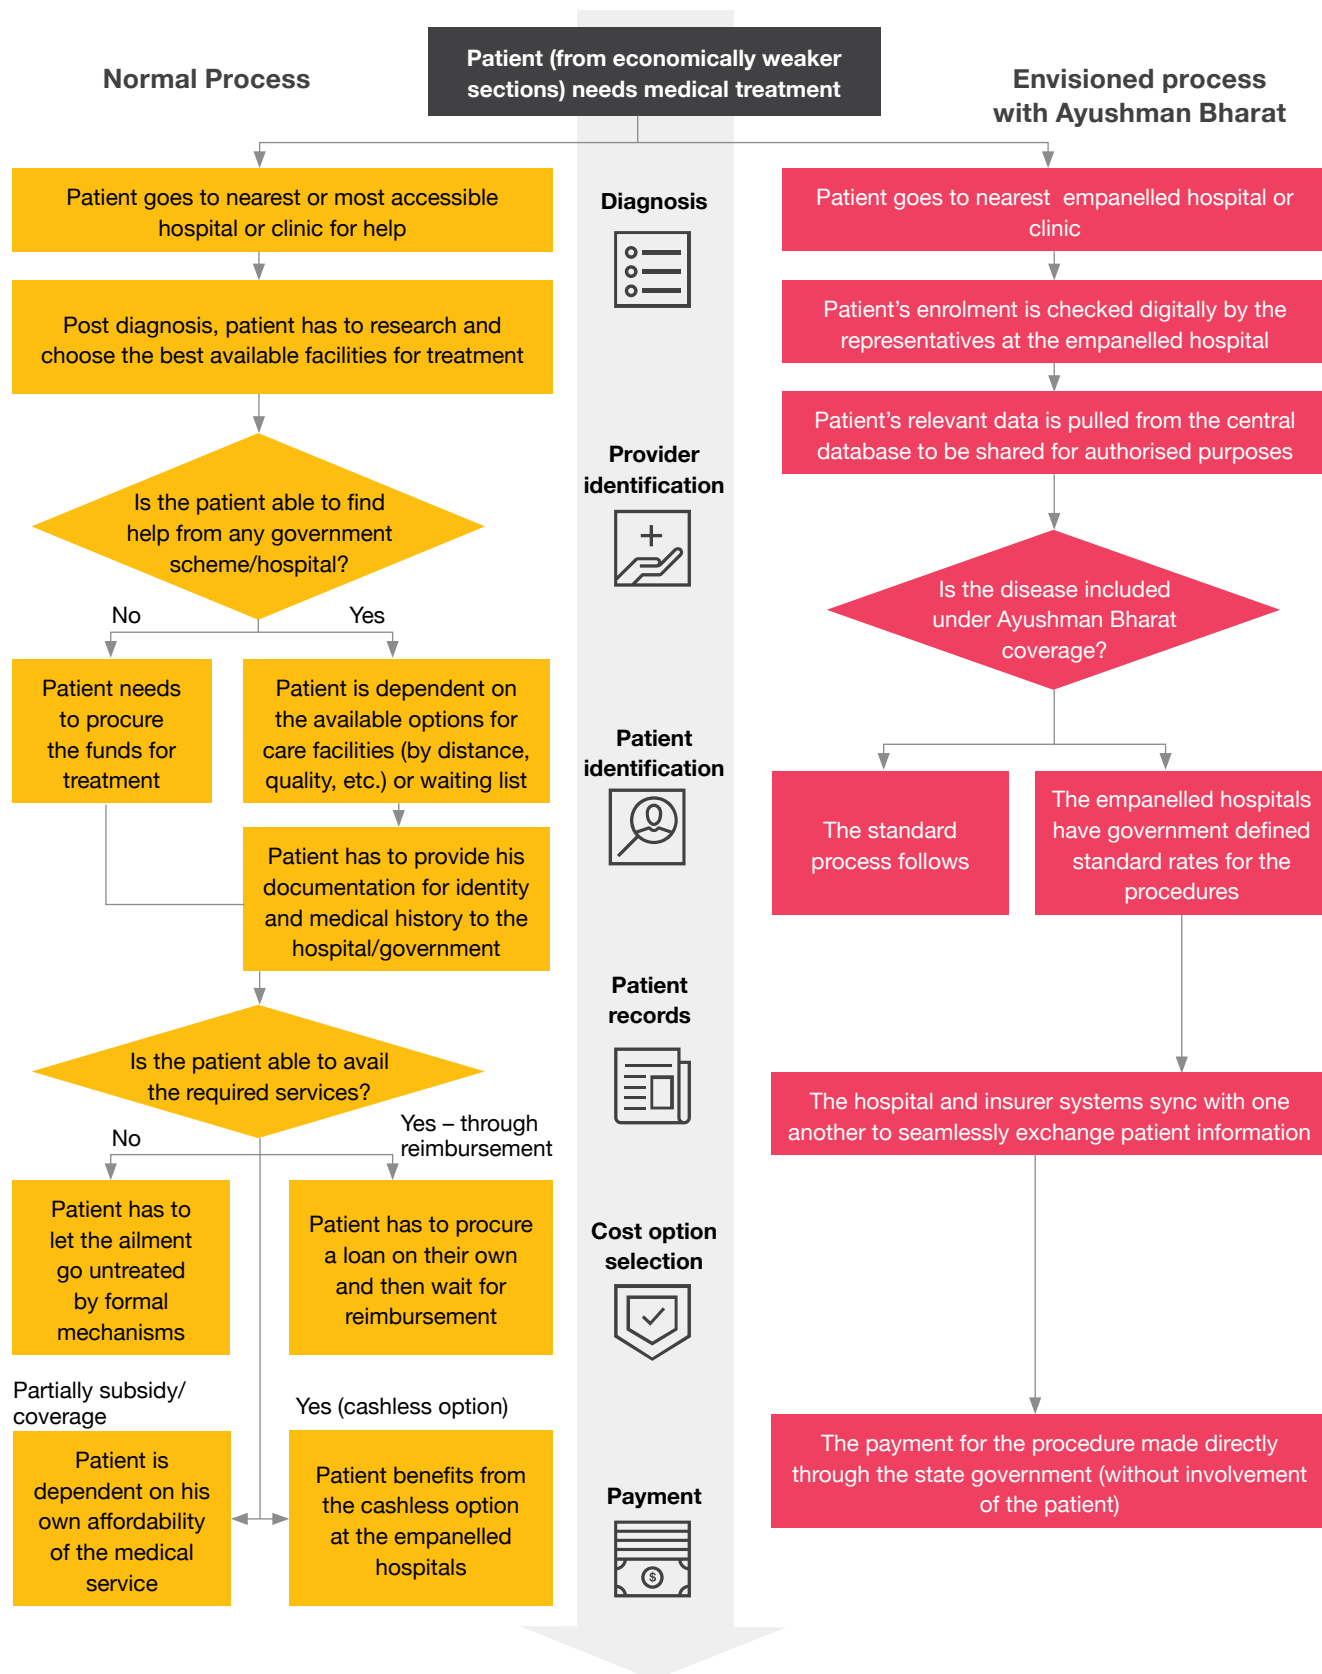 Patient (from economically weaker
sections) needs medical treatment
Normal Process
Envisioned process
with Ayushman Bharat
Patient goes to nearest or most accessible
hospital or clinic for help
Post diagnosis, patient has to research and
choose the best available facilities for treatment
Is the patient able to find
help from any government
scheme/hospital?
No
Yes
Patient needs
to procure
the funds for
treatment
Patient is dependent on
the available options for
care facilities (by distance,
quality, etc.) or waiting list
Patient has to provide his
documentation for identity
and medical history to the
hospital/government
Is the patient able to avail
the required services?
No
Yes – through
reimbursement
Patient has to
let the ailment
go untreated
by formal
mechanisms
Patient has to procure
a loan on their own
and then wait for
reimbursement
Partially subsidy/
coverage
Yes (cashless option)
Patient is
dependent on his
own affordability
of the medical
service
Patient benefits from
the cashless option
at the empanelled
hospitals
Diagnosis
Provider
identification
Patient
identification
Patient
records
Cost option
selection
Payment
$
Patient goes to nearest empanelled hospital or
clinic
Patient's enrolment is checked digitally by the
representatives at the empanelled hospital
Patient's relevant data is pulled from the central
database to be shared for authorised purposes
Is the disease included
under Ayushman Bharat
coverage?
The standard
process follows
The empanelled hospitals
have government defined
standard rates for the
procedures
The hospital and insurer systems sync with one
another to seamlessly exchange patient information
The payment for the procedure made directly
through the state government (without involvement
of the patient)